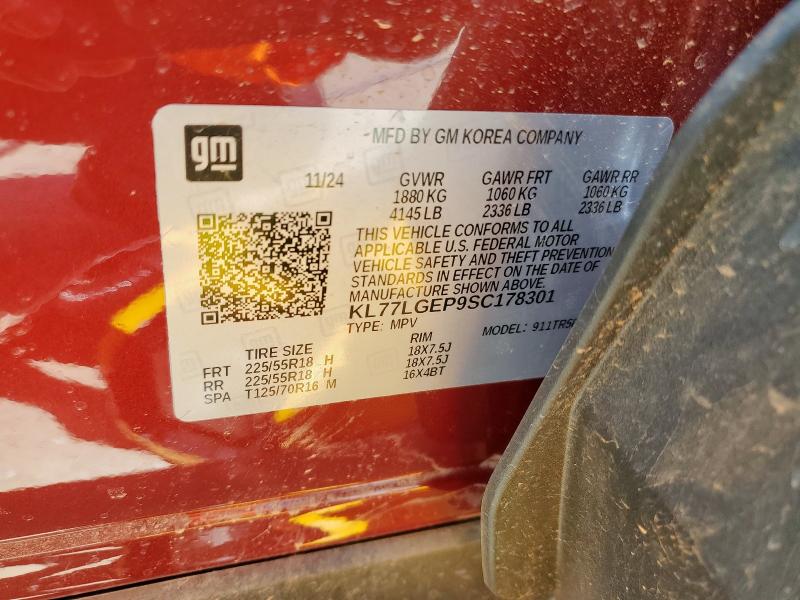 gm
MFD BY GM KOREA COMPANY
11/24 GVWR GAWR FRT GAWR RR
1880 KG 1060 KG 1060 KG
4145 LB 2336 LB 2336 LB
THIS VEHICLE CONFORMS TO ALL
APPLICABLE U.S. FEDERAL MOTOR
VEHICLE SAFETY AND THEFT PREVENTION
STANDARDS IN EFFECT ON THE DATE OF
MANUFACTURE SHOWN ABOVE.
KL77LGEP9SC178301
TYPE: MPV MODEL:
TIRE SIZE RIM
FRT 225/55R18 H 18X7.5J
RR 225/55R18 H 18X7.5J
SPA T125/70R16 M 16X4BT